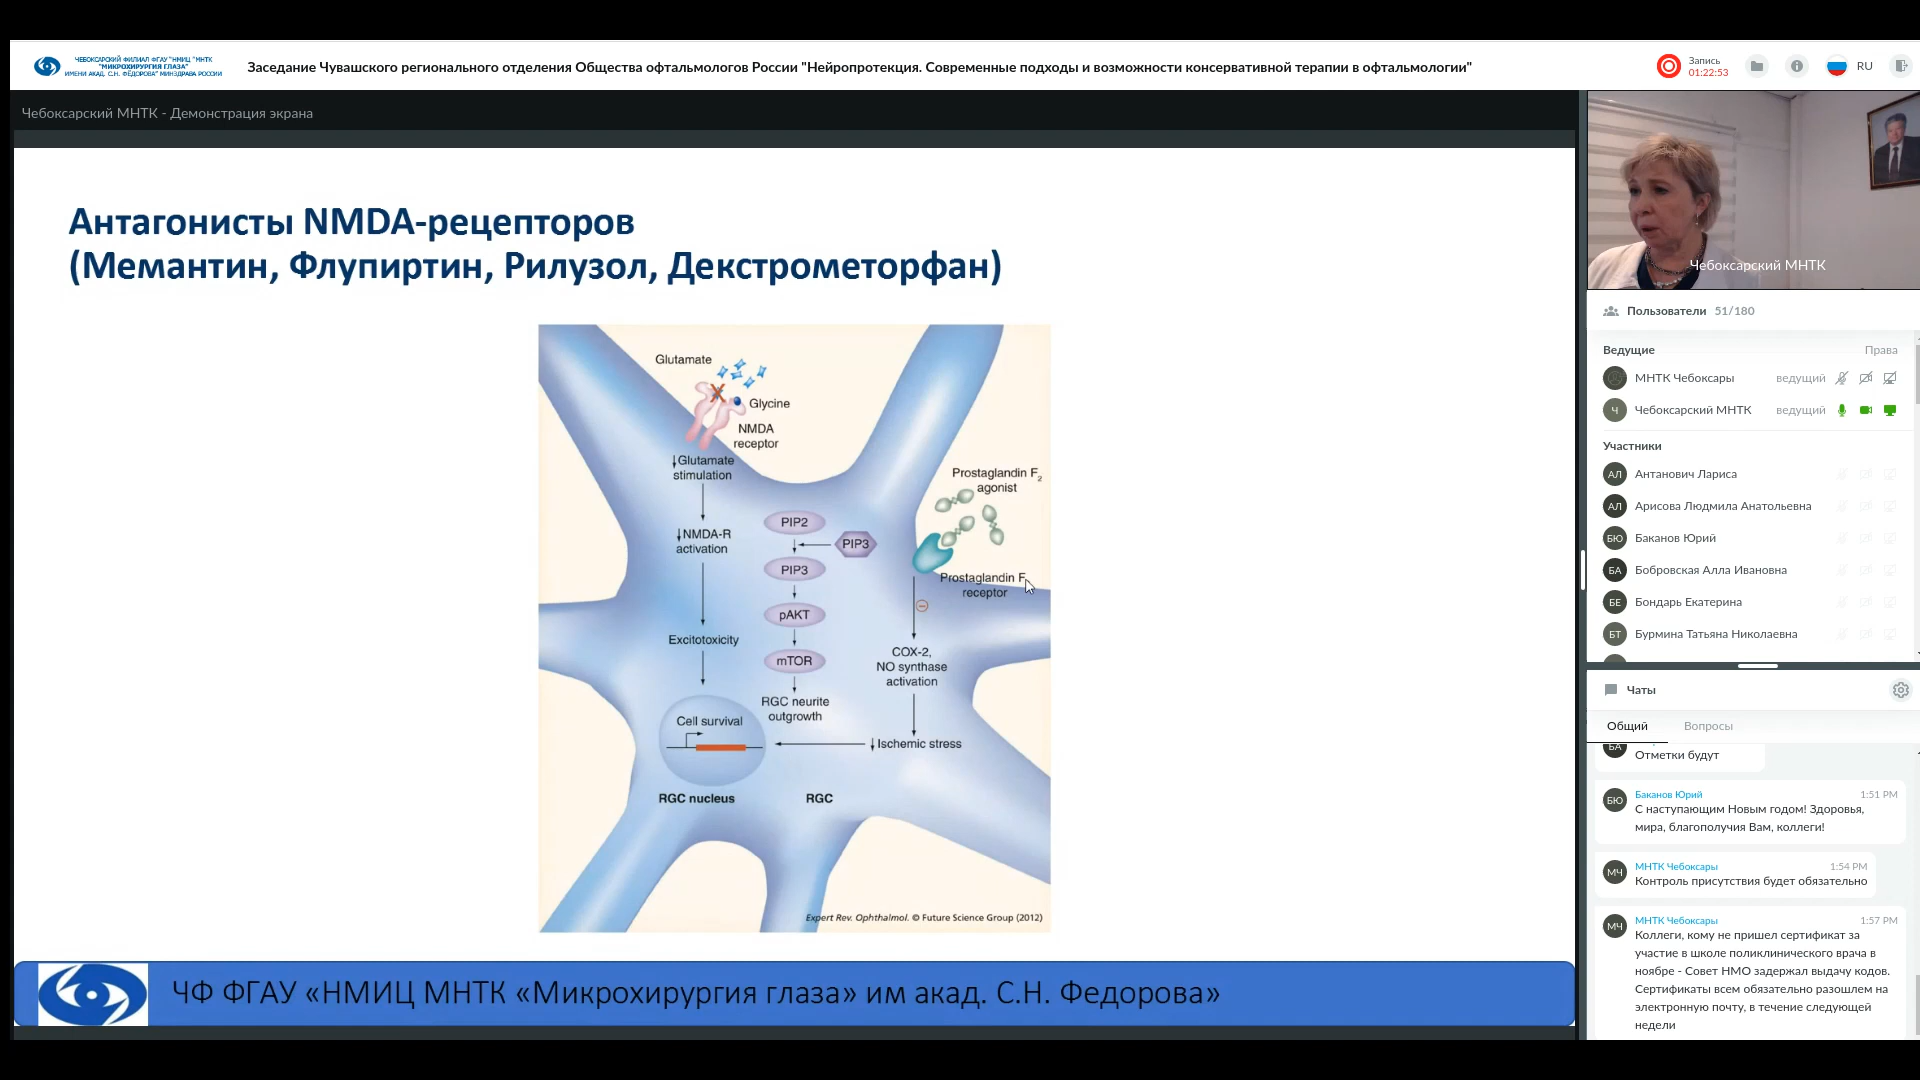 ЧЕБОКСАРСКИЙ ФИЛИАЛ ФГАУ "НМИЦ "МНТК
"МИКРОХИРУРГИЯ ГЛАЗА"
ИМЕНИ АКАД. С.Н. ФЁДОРОВА" МИНЗДРАВА РОССИИ
Заседание Чувашского регионального отделения Общества офтальмологов России "Нейропротекция. Современные подходы и возможности консервативной терапии в офтальмологии"
Запись
01:22:53
RU
Чебоксарский МНТК - Демонстрация экрана
Антагонисты NMDA-рецепторов
(Мемантин, Флупиртин, Рилузол, Декстрометорфан)
Glutamate
Glycine
NMDA
receptor
↓Glutamate
stimulation
↓NMDA-R
activation
Excitotoxicity
Cell survival
RGC nucleus
PIP2
PIP3
PIP3
pAKT
mTOR
RGC neurite
outgrowth
RGC
Prostaglandin F2
agonist
Prostaglandin F
receptor
COX-2,
NO synthase
activation
↓Ischemic stress
Expert Rev. Ophthalmol. © Future Science Group (2012)
ЧФ ФГАУ «НМИЦ МНТК «Микрохирургия глаза» им акад. С.Н. Федорова»
Чебоксарский МНТК
Пользователи 51/180
Ведущие Права
МНТК Чебоксары ведущий
Ч Чебоксарский МНТК ведущий
Участники
АЛ Антанович Лариса
АЛ Арисова Людмила Анатольевна
БЮ Баканов Юрий
БА Бобровская Алла Ивановна
БЕ Бондарь Екатерина
БТ Бурмина Татьяна Николаевна
Чаты
Общий Вопросы
БА
Отметки будут
БЮ Баканов Юрий 1:51 PM
С наступающим Новым годом! Здоровья,
мира, благополучия Вам, коллеги!
МЧ МНТК Чебоксары 1:54 PM
Контроль присутствия будет обязательно
МЧ МНТК Чебоксары 1:57 PM
Коллеги, кому не пришел сертификат за
участие в школе поликлинического врача в
ноябре - Совет НМО задержал выдачу кодов.
Сертификаты всем обязательно разошлем на
электронную почту, в течение следующей
недели